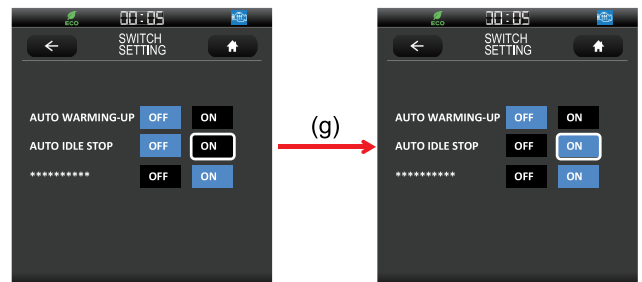 ECO 00:05
SWITCH
SETTING
AUTO WARMING-UP OFF ON
AUTO IDLE STOP OFF ON
********** OFF ON
(g)
ECO 00:05
SWITCH
SETTING
AUTO WARMING-UP OFF ON
AUTO IDLE STOP OFF ON
********** OFF ON